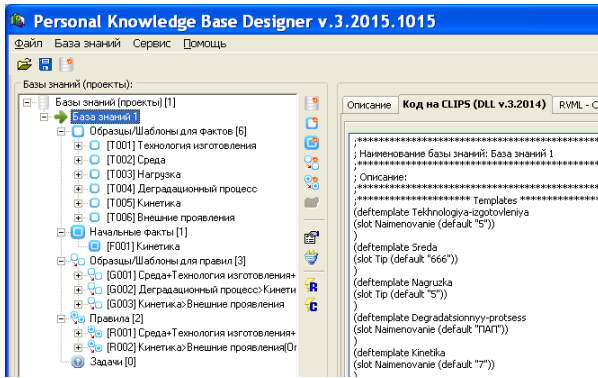 Personal Knowledge Base Designer v.3.2015.1015
Файл База знаний Сервис Помощь
Базы знаний (проекты):
Базы знаний (проекты) [1]
База знаний 1
Образцы/Шаблоны для фактов [6]
[T001] Технология изготовления
[T002] Среда
[T003] Нагрузка
[T004] Деградационный процесс
[T005] Кинетика
[T006] Внешние проявления
Начальные факты [1]
[F001] Кинетика
Образцы/Шаблоны для правил [3]
[G001] Среда+Технология изготовления+
[G002] Деградационный процесс>Кинети
[G003] Кинетика>Внешние проявления
Правила [2]
[R001] Среда+Технология изготовления+
[R002] Кинетика>Внешние проявления(Оп
Задачи [0]
R
C
Описание Код на CLIPS (DLL v.3.2014) RVML - С
;******************************************
; Наименование базы знаний: База знаний 1
;******************************************
; Описание:
;******************************************
;******************** Templates ********************
(deftemplate Tekhnologiya-izgotovleniya
(slot Naimenovanie (default "5"))
)
(deftemplate Sreda
(slot Tip (default "666"))
)
(deftemplate Nagruzka
(slot Tip (default "5"))
)
(deftemplate Degradatsionnyy-protsess
(slot Naimenovanie (default "ПАП"))
)
(deftemplate Kinetika
(slot Naimenovanie (default "7"))
)